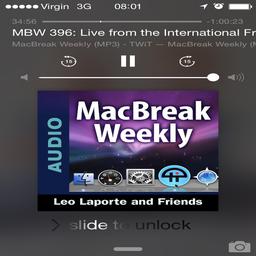 Virgin 3G 08:01
34:56 -1:00:23
MBW 396: Live from the International Fr
MacBreak Weekly (MP3) - TWiT — MacBreak Weekly (M
15 15
AUDIO
MacBreak
Weekly
Leo Laporte and Friends
slide to unlock